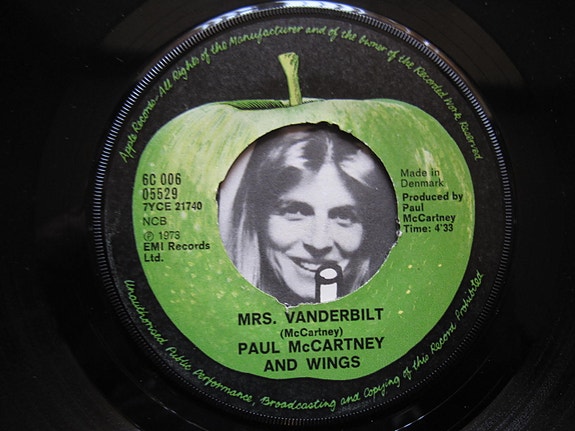 Apple Records-All Rights of the Manufacturer and of the Owner of the Recorded Work Reserved
6C 006
05529
7YCE 21740
NCB
℗ 1973
EMI Records
Ltd.
Made in
Denmark
Produced by
Paul
McCartney
Time: 4'33
MRS. VANDERBILT
(McCartney)
PAUL McCARTNEY
AND WINGS
Unauthorised Public Performance, Broadcasting and Copying of this Record Prohibited